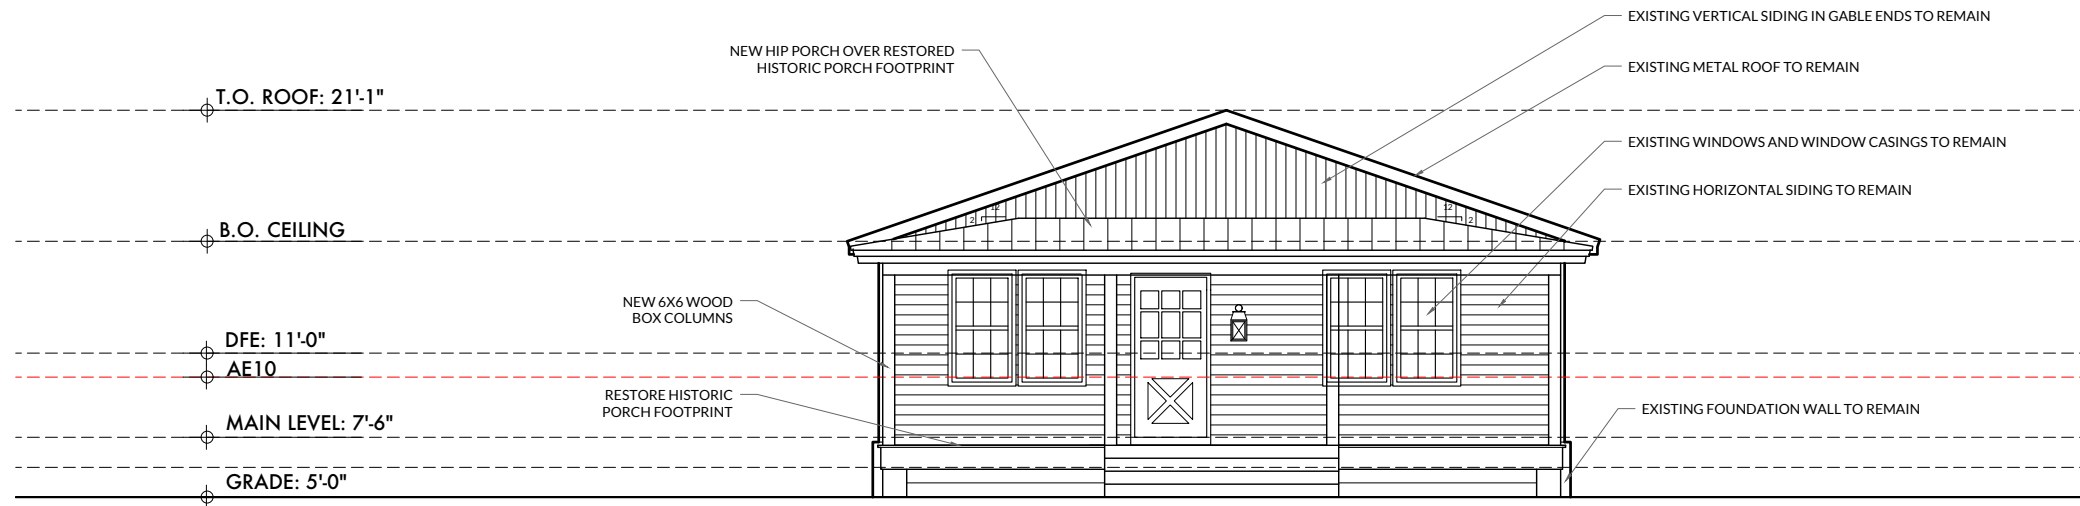 EXISTING VERTICAL SIDING IN GABLE ENDS TO REMAIN
NEW HIP PORCH OVER RESTORED
HISTORIC PORCH FOOTPRINT
EXISTING METAL ROOF TO REMAIN
T.O. ROOF: 21'-1"
EXISTING WINDOWS AND WINDOW CASINGS TO REMAIN
EXISTING HORIZONTAL SIDING TO REMAIN
12
2
12
2
B.O. CEILING
NEW 6X6 WOOD
BOX COLUMNS
DFE: 11'-0"
AE10
RESTORE HISTORIC
PORCH FOOTPRINT
EXISTING FOUNDATION WALL TO REMAIN
MAIN LEVEL: 7'-6"
GRADE: 5'-0"